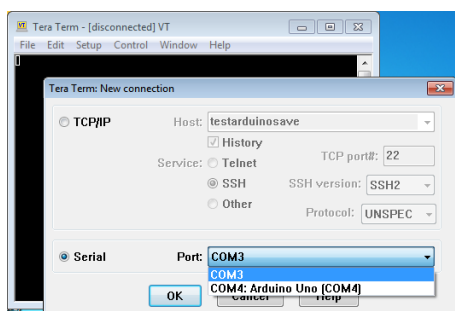 Tera Term - [disconnected] VT
File Edit Setup Control Window Help
Tera Term: New connection
TCP/IP Host: testarduinosave
History
Service: Telnet TCP port#: 22
SSH SSH version: SSH2
Other Protocol: UNSPEC
Serial Port: COM3
COM3
COM4: Arduino Uno (COM4)
OK Cancel Help